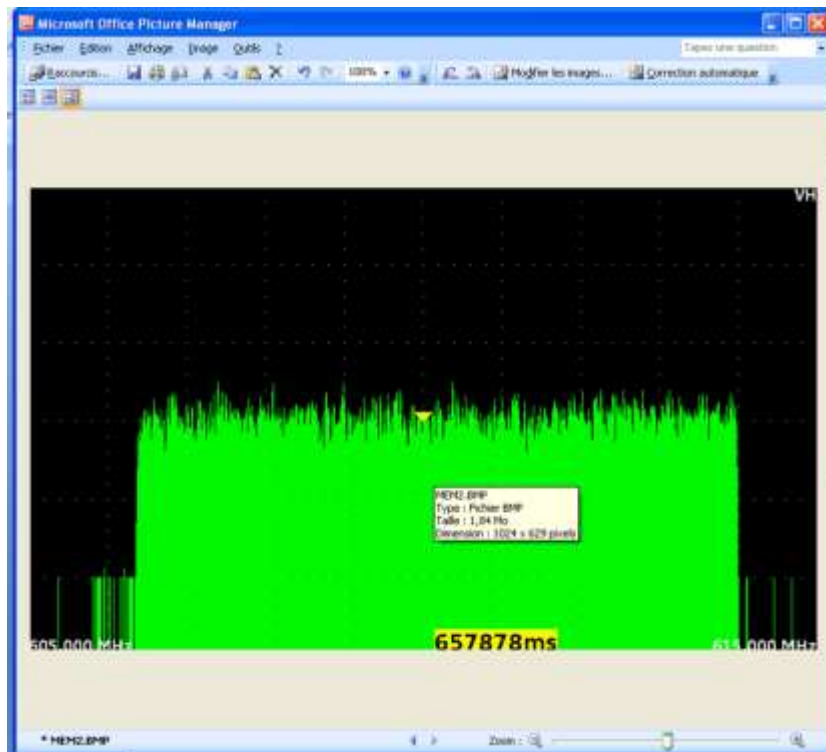 Microsoft Office Picture Manager
Fichier Edition Affichage Image Outils ?
Tapez une question
Raccourcis... 100% Modifier les images... Correction automatique
VH
MEM2.BMP
Type : Fichier BMP
Taille : 1,84 Mo
Dimension : 1024 x 629 pixels
605.000 MHz 657878ms 615.000 MHz
* MEM2.BMP Zoom :